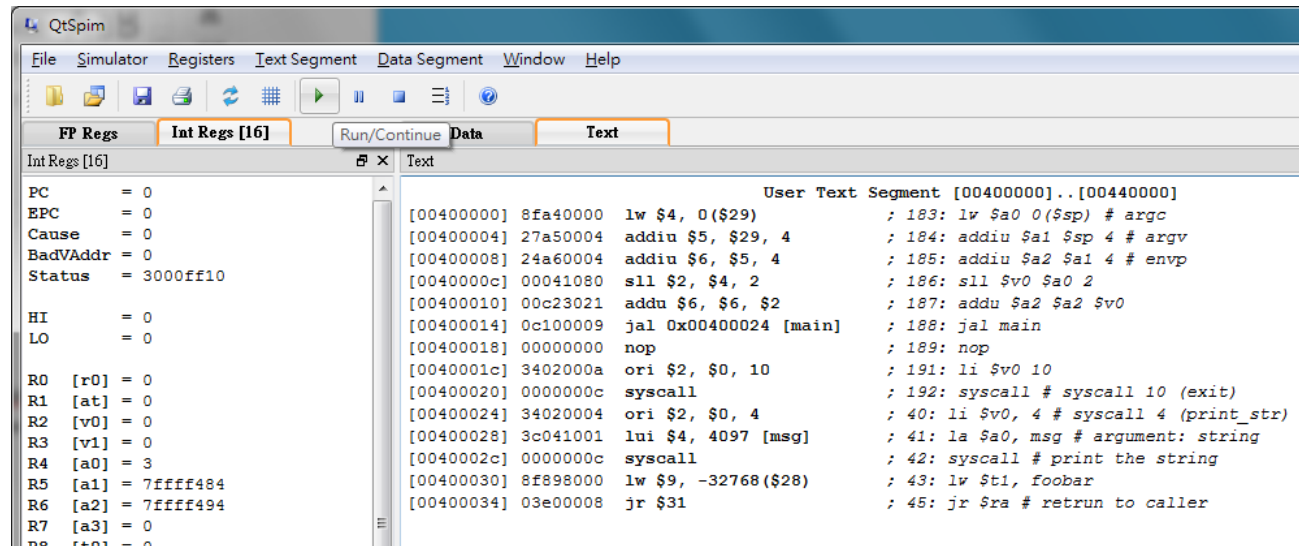 QtSpim
File Simulator Registers Text Segment Data Segment Window Help
FP Regs Int Regs [16] Data Text
Run/Continue
Int Regs [16]
PC = 0
EPC = 0
Cause = 0
BadVAddr = 0
Status = 3000ff10
HI = 0
LO = 0
R0 [r0] = 0
R1 [at] = 0
R2 [v0] = 0
R3 [v1] = 0
R4 [a0] = 3
R5 [a1] = 7ffff484
R6 [a2] = 7ffff494
R7 [a3] = 0
R8 [t0] = 0
Text
User Text Segment [00400000]..[00440000]
[00400000] 8fa40000 lw $4, 0($29) ; 183: lw $a0 0($sp) # argc
[00400004] 27a50004 addiu $5, $29, 4 ; 184: addiu $a1 $sp 4 # argv
[00400008] 24a60004 addiu $6, $5, 4 ; 185: addiu $a2 $a1 4 # envp
[0040000c] 00041080 sll $2, $4, 2 ; 186: sll $v0 $a0 2
[00400010] 00c23021 addu $6, $6, $2 ; 187: addu $a2 $a2 $v0
[00400014] 0c100009 jal 0x00400024 [main] ; 188: jal main
[00400018] 00000000 nop ; 189: nop
[0040001c] 3402000a ori $2, $0, 10 ; 191: li $v0 10
[00400020] 0000000c syscall ; 192: syscall # syscall 10 (exit)
[00400024] 34020004 ori $2, $0, 4 ; 40: li $v0, 4 # syscall 4 (print_str)
[00400028] 3c041001 lui $4, 4097 [msg] ; 41: la $a0, msg # argument: string
[0040002c] 0000000c syscall ; 42: syscall # print the string
[00400030] 8f898000 lw $9, -32768($28) ; 43: lw $t1, foobar
[00400034] 03e00008 jr $31 ; 45: jr $ra # retrun to caller